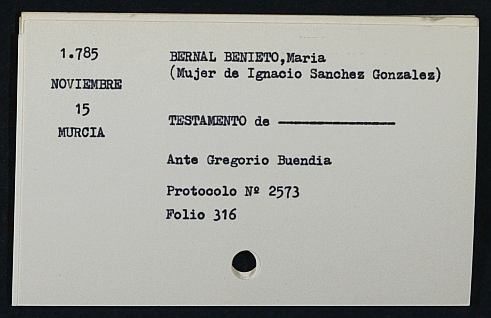 1.785
NOVIEMBRE
15
MURCIA
BERNAL BENIETO,Maria
(Mujer de Ignacio Sanchez Gonzalez)
TESTAMENTO de ———————
Ante Gregorio Buendia
Protocolo Nº 2573
Folio 316